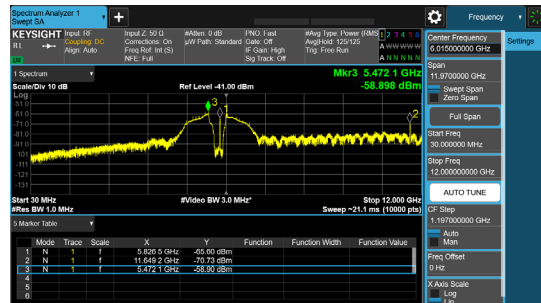 Spectrum Analyzer 1
Swept SA
Frequency
KEYSIGHT Input: RF
Coupling: DC
Align: Auto
Input Z: 50 Ω
Corrections: On
Freq Ref: Int (S)
NFE: Full
#Atten: 0 dB
µW Path: Standard
PNO: Fast
Gate: Off
IF Gain: High
Sig Track: Off
#Avg Type: Power (RMS
Avg|Hold: 125/125
Trig: Free Run
1 2 3 4 5 6
A W W W W W
A N N N N N
1 Spectrum
Mkr3 5.472 1 GHz
Scale/Div 10 dB
Ref Level -41.00 dBm
-58.898 dBm
Log
-51.0
-61.0
-71.0
-81.0
-91.0
-101
-111
-121
-131
3
1
2
Start 30 MHz
#Video BW 3.0 MHz*
Stop 12.000 GHz
#Res BW 1.0 MHz
Sweep ~21.1 ms (10000 pts)
5 Marker Table
Mode Trace Scale X Y Function Function Width Function Value
1 N 1 f 5.826 5 GHz -65.60 dBm
2 N 1 f 11.649 2 GHz -70.73 dBm
3 N 1 f 5.472 1 GHz -58.90 dBm
4
5
6
Center Frequency
6.015000000 GHz
Settings
Span
11.9700000 GHz
Swept Span
Zero Span
Full Span
Start Freq
30.000000 MHz
Stop Freq
12.000000000 GHz
AUTO TUNE
CF Step
1.197000000 GHz
Auto
Man
Freq Offset
0 Hz
X Axis Scale
Log
Lin